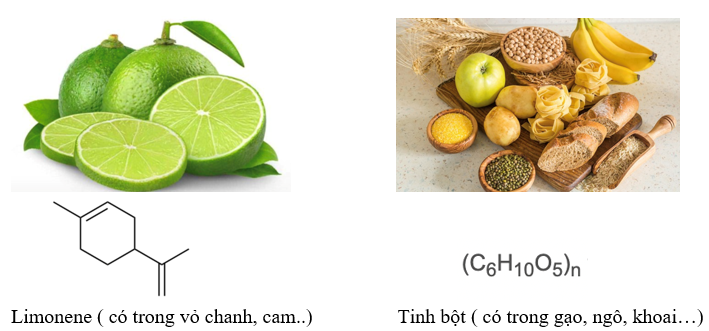 (C₆H₁₀O₅)n
Limonene ( có trong vỏ chanh, cam..)
Tinh bột ( có trong gạo, ngô, khoai…)